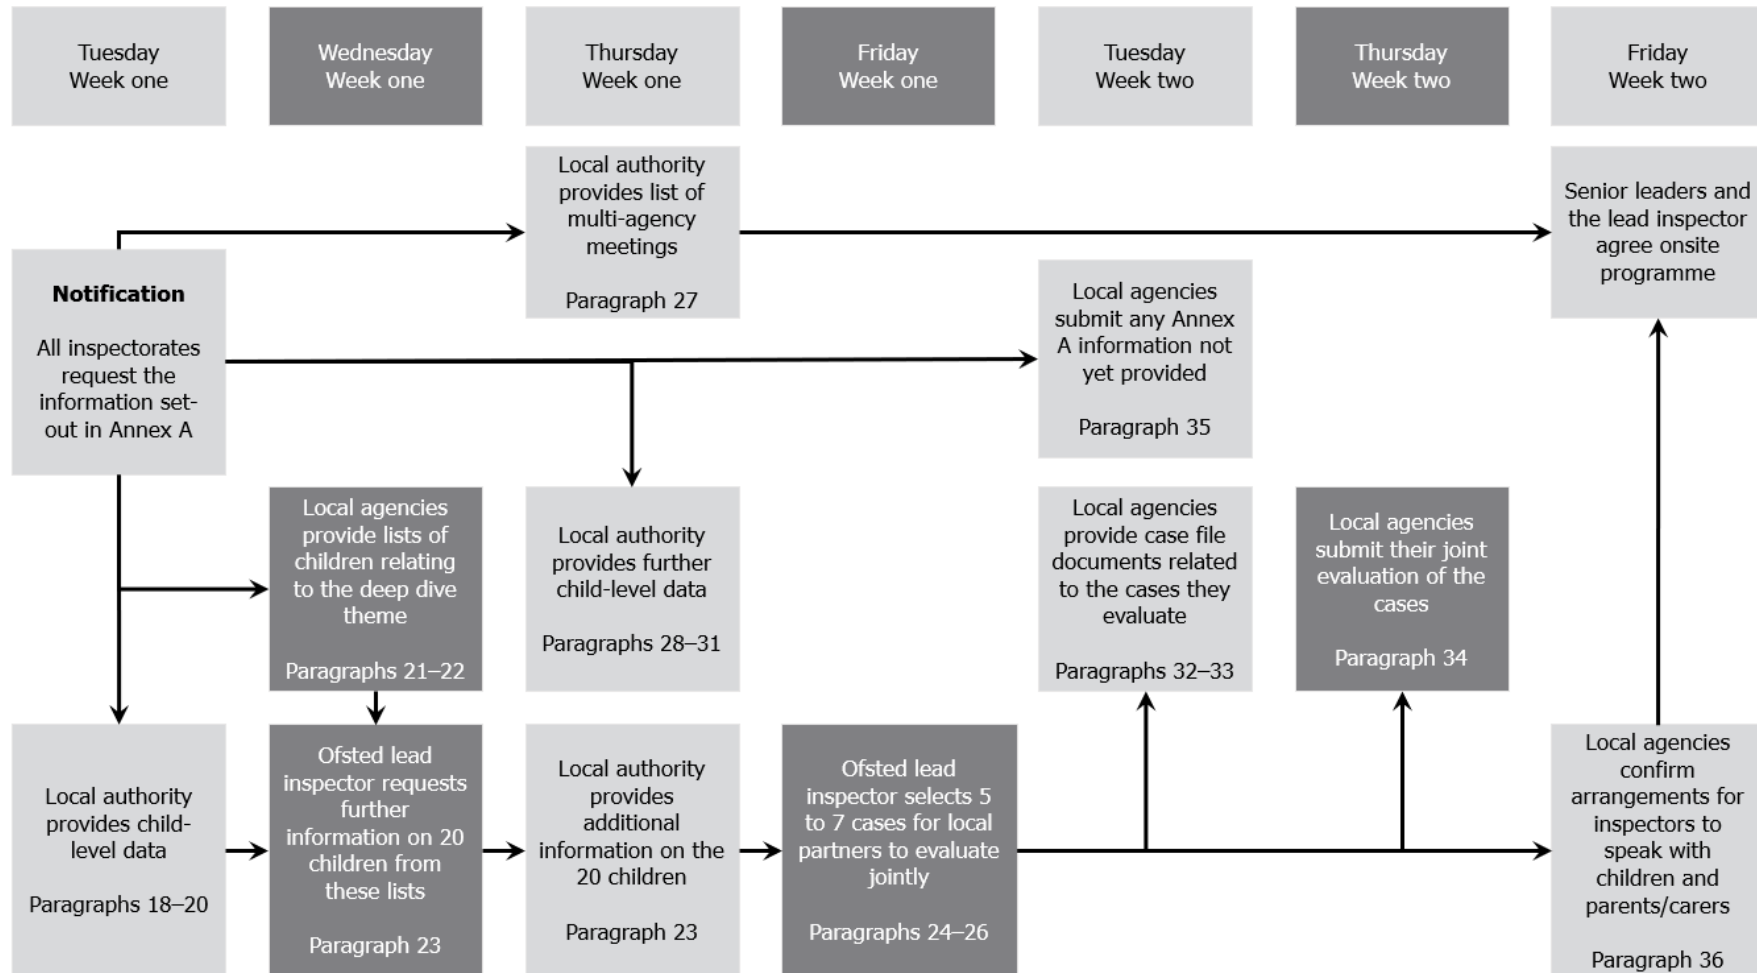 Tuesday
Week one
Wednesday
Week one
Thursday
Week one
Friday
Week one
Tuesday
Week two
Thursday
Week two
Friday
Week two
Notification
All inspectorates
request the
information set-
out in Annex A
Local authority
provides list of
multi-agency
meetings
Paragraph 27
Local agencies
submit any Annex
A information not
yet provided
Paragraph 35
Senior leaders and
the lead inspector
agree onsite
programme
Local agencies
provide lists of
children relating
to the deep dive
theme
Paragraphs 21–22
Local authority
provides further
child-level data
Paragraphs 28–31
Local agencies
provide case file
documents related
to the cases they
evaluate
Paragraphs 32–33
Local agencies
submit their joint
evaluation of the
cases
Paragraph 34
Local authority
provides child-
level data
Paragraphs 18–20
Ofsted lead
inspector requests
further
information on 20
children from
these lists
Paragraph 23
Local authority
provides
additional
information on the
20 children
Paragraph 23
Ofsted lead
inspector selects 5
to 7 cases for local
partners to evaluate
jointly
Paragraphs 24–26
Local agencies
confirm
arrangements for
inspectors to
speak with
children and
parents/carers
Paragraph 36